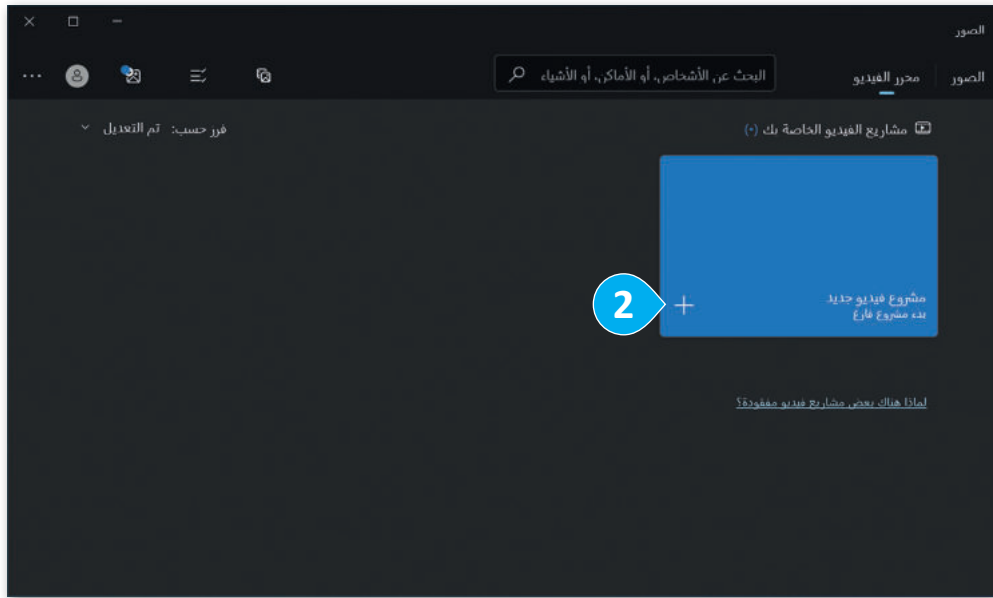 الصور
الصور
محرر الفيديو
البحث عن الأشخاص، أو الأماكن، أو الأشياء
مشاريع الفيديو الخاصة بك (٠)
فرز حسب: تم التعديل
مشروع فيديو جديد
بدء مشروع فارغ
2
لماذا هناك بعض مشاريع فيديو مفقودة؟